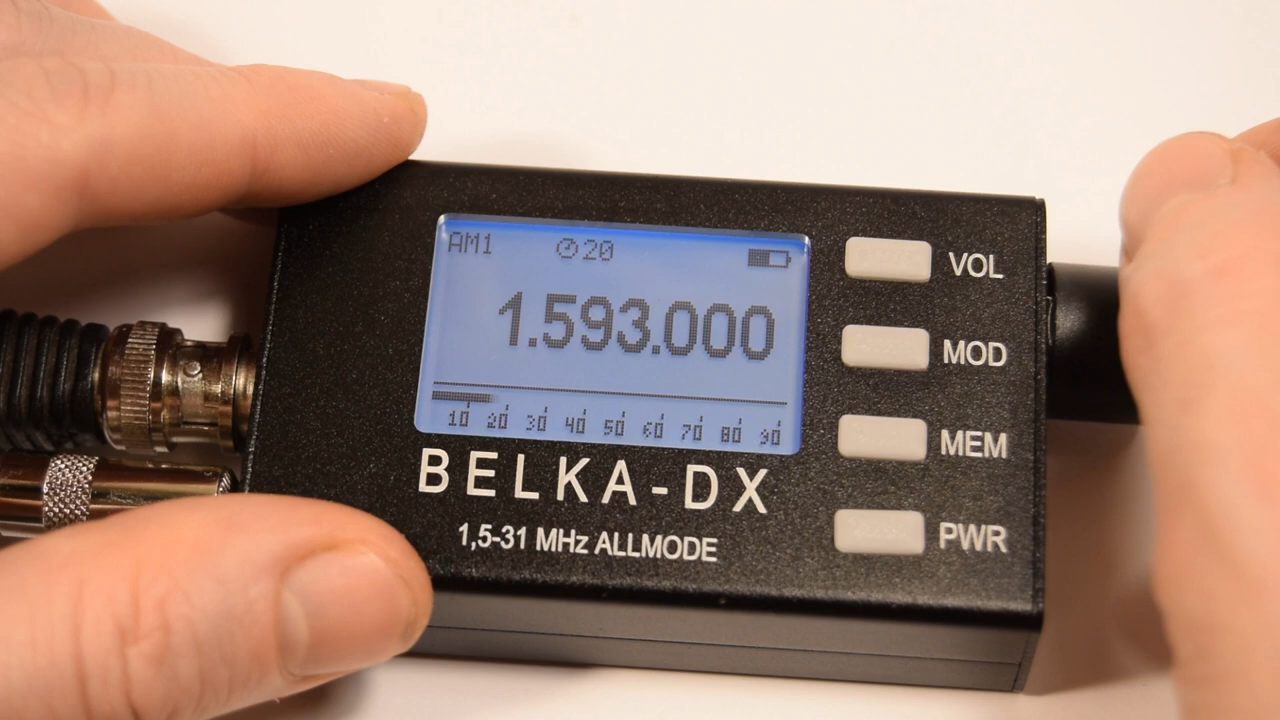 AM1 20
1.593.000
10 20 30 40 50 60 70 80 90
BELKA-DX
1,5-31 MHz ALLMODE
VOL
MOD
MEM
PWR